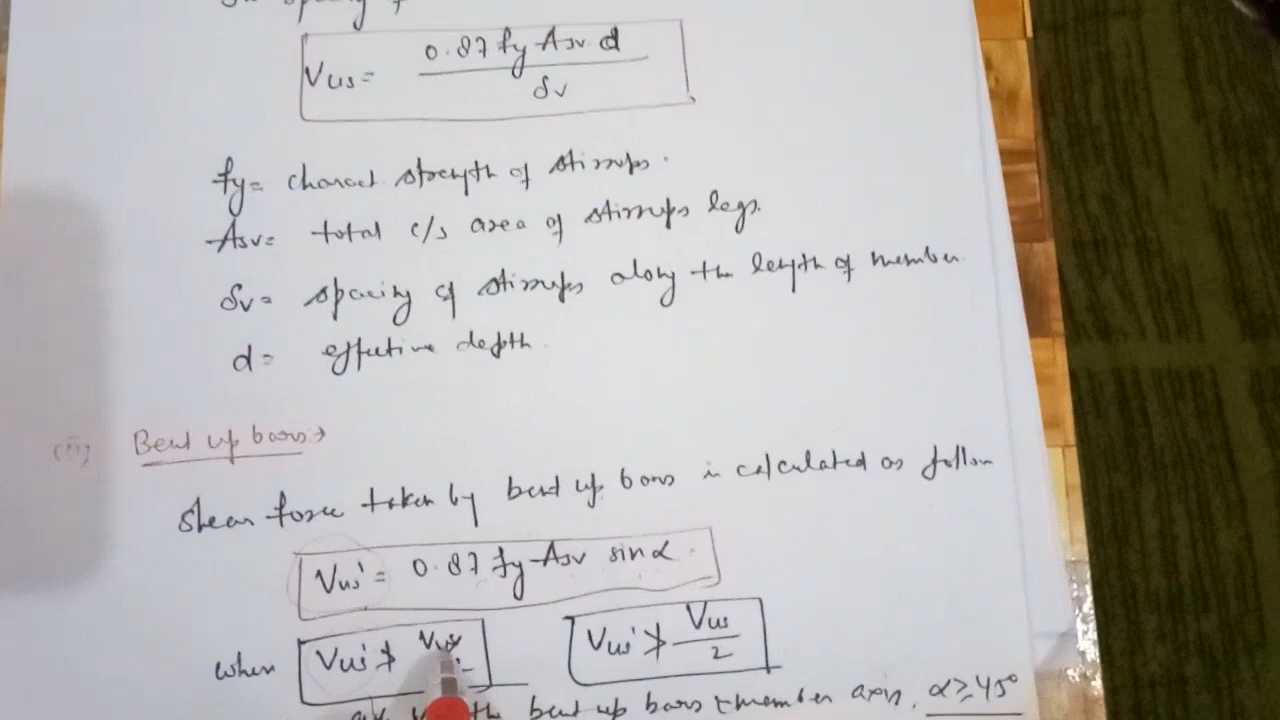 Vus = 0.87 fy Asv. d / Sv
fy = charact. strength of stirrups.
Asv = total c/s area of stirrups legs.
Sv = spacing of stirrups along the length of member.
d = effective depth.
(ii) Bent up bars →
Shear force taken by bent up bars is calculated as follow
Vus' = 0.87 fy Asv sin α.
when Vus' ≯ Vus' ≯ Vus / 2
the bent up bars & member axis. α ≥ 45°